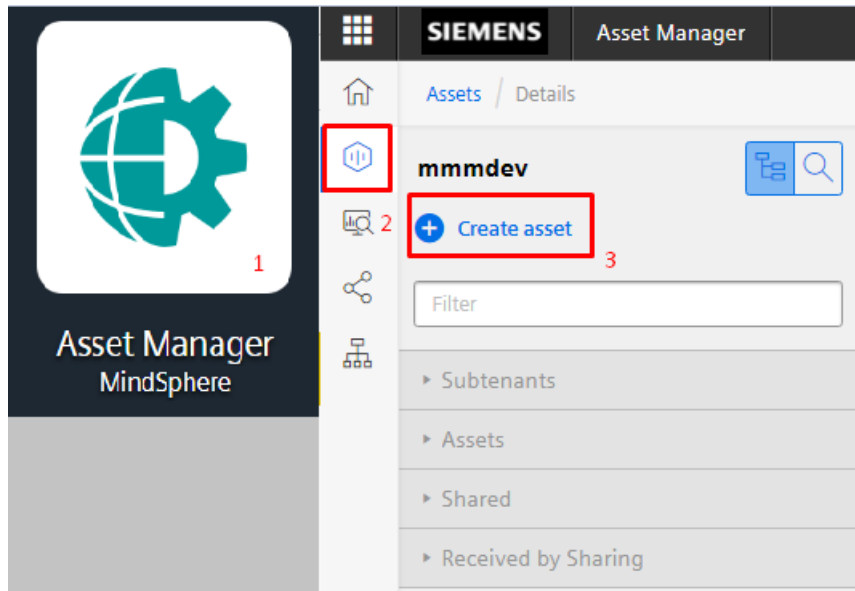 1
Asset Manager
MindSphere
SIEMENS Asset Manager
Assets / Details
mmmdev
2
Create asset
3
Filter
Subtenants
Assets
Shared
Received by Sharing